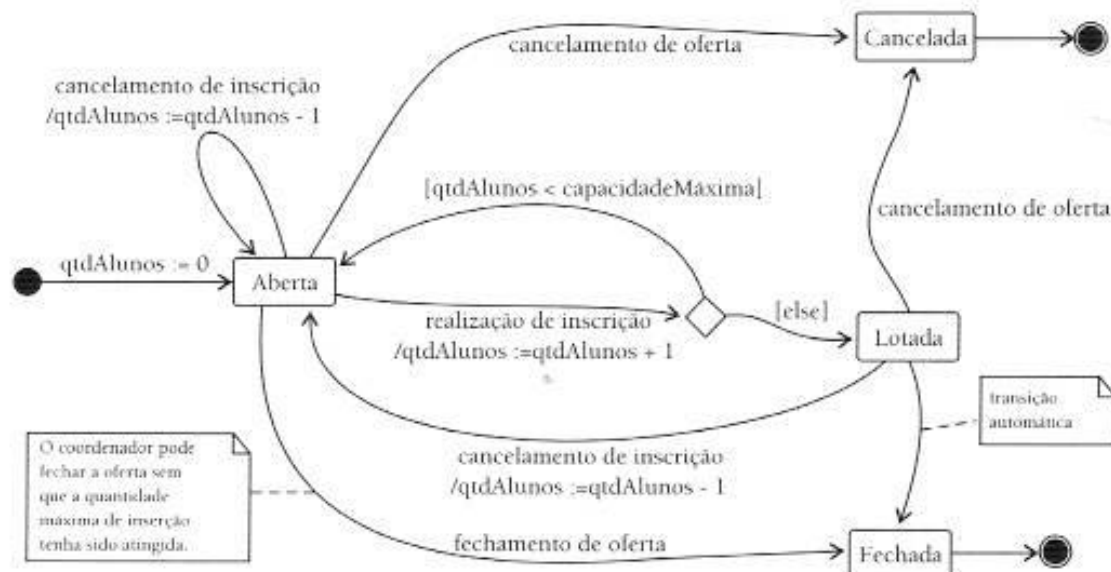 cancelamento de oferta
Cancelada
cancelamento de inscrição
/qtdAlunos :=qtdAlunos - 1
[qtdAlunos < capacidadeMáxima]
cancelamento de oferta
qtdAlunos := 0
Aberta
[else]
realização de inscrição
/qtdAlunos :=qtdAlunos + 1
Lotada
transição
automática
O coordenador pode
fechar a oferta sem
que a quantidade
máxima de inserção
tenha sido atingida.
cancelamento de inscrição
/qtdAlunos :=qtdAlunos - 1
fechamento de oferta
Fechada